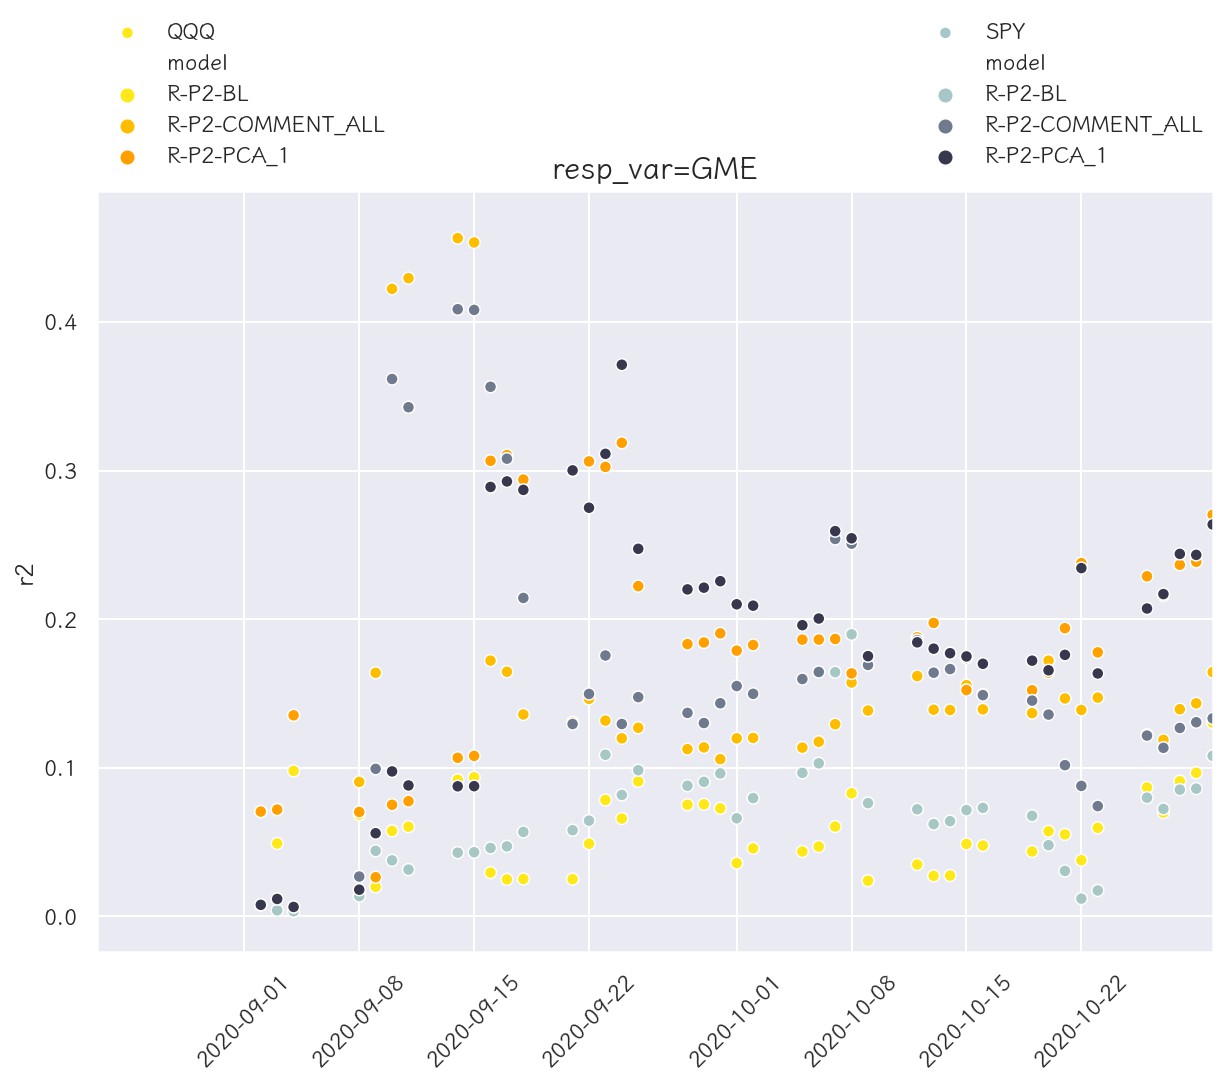 QQQ
model
R-P2-BL
R-P2-COMMENT_ALL
R-P2-PCA_1
SPY
model
R-P2-BL
R-P2-COMMENT_ALL
R-P2-PCA_1
resp_var=GME
r2
0.4
0.3
0.2
0.1
0.0
2020-09-01
2020-09-08
2020-09-15
2020-09-22
2020-10-01
2020-10-08
2020-10-15
2020-10-22